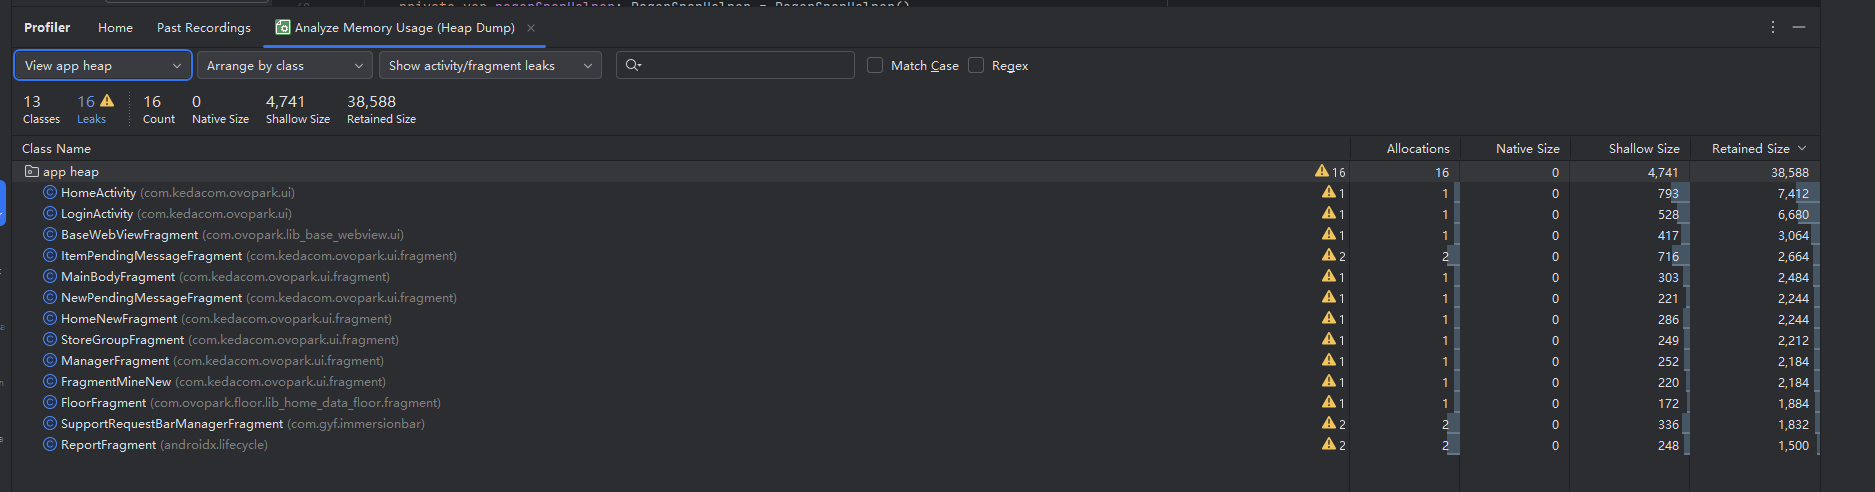 Profiler Home Past Recordings Analyze Memory Usage (Heap Dump)
View app heap Arrange by class Show activity/fragment leaks Match Case Regex
13 16 16 0 4,741 38,588
Classes Leaks Count Native Size Shallow Size Retained Size
Class Name Allocations Native Size Shallow Size Retained Size
app heap 16 16 0 4,741 38,588
HomeActivity (com.kedacom.ovopark.ui) 1 1 0 793 7,412
LoginActivity (com.kedacom.ovopark.ui) 1 1 0 528 6,680
BaseWebViewFragment (com.ovopark.lib_base_webview.ui) 1 1 0 417 3,064
ItemPendingMessageFragment (com.kedacom.ovopark.ui.fragment) 2 2 0 716 2,664
MainBodyFragment (com.kedacom.ovopark.ui.fragment) 1 1 0 303 2,484
NewPendingMessageFragment (com.kedacom.ovopark.ui.fragment) 1 1 0 221 2,244
HomeNewFragment (com.kedacom.ovopark.ui.fragment) 1 1 0 286 2,244
StoreGroupFragment (com.kedacom.ovopark.ui.fragment) 1 1 0 249 2,212
ManagerFragment (com.kedacom.ovopark.ui.fragment) 1 1 0 252 2,184
FragmentMineNew (com.kedacom.ovopark.ui.fragment) 1 1 0 220 2,184
FloorFragment (com.ovopark.floor.lib_home_data_floor.fragment) 1 1 0 172 1,884
SupportRequestBarManagerFragment (com.gyf.immersionbar) 2 2 0 336 1,832
ReportFragment (androidx.lifecycle) 2 2 0 248 1,500